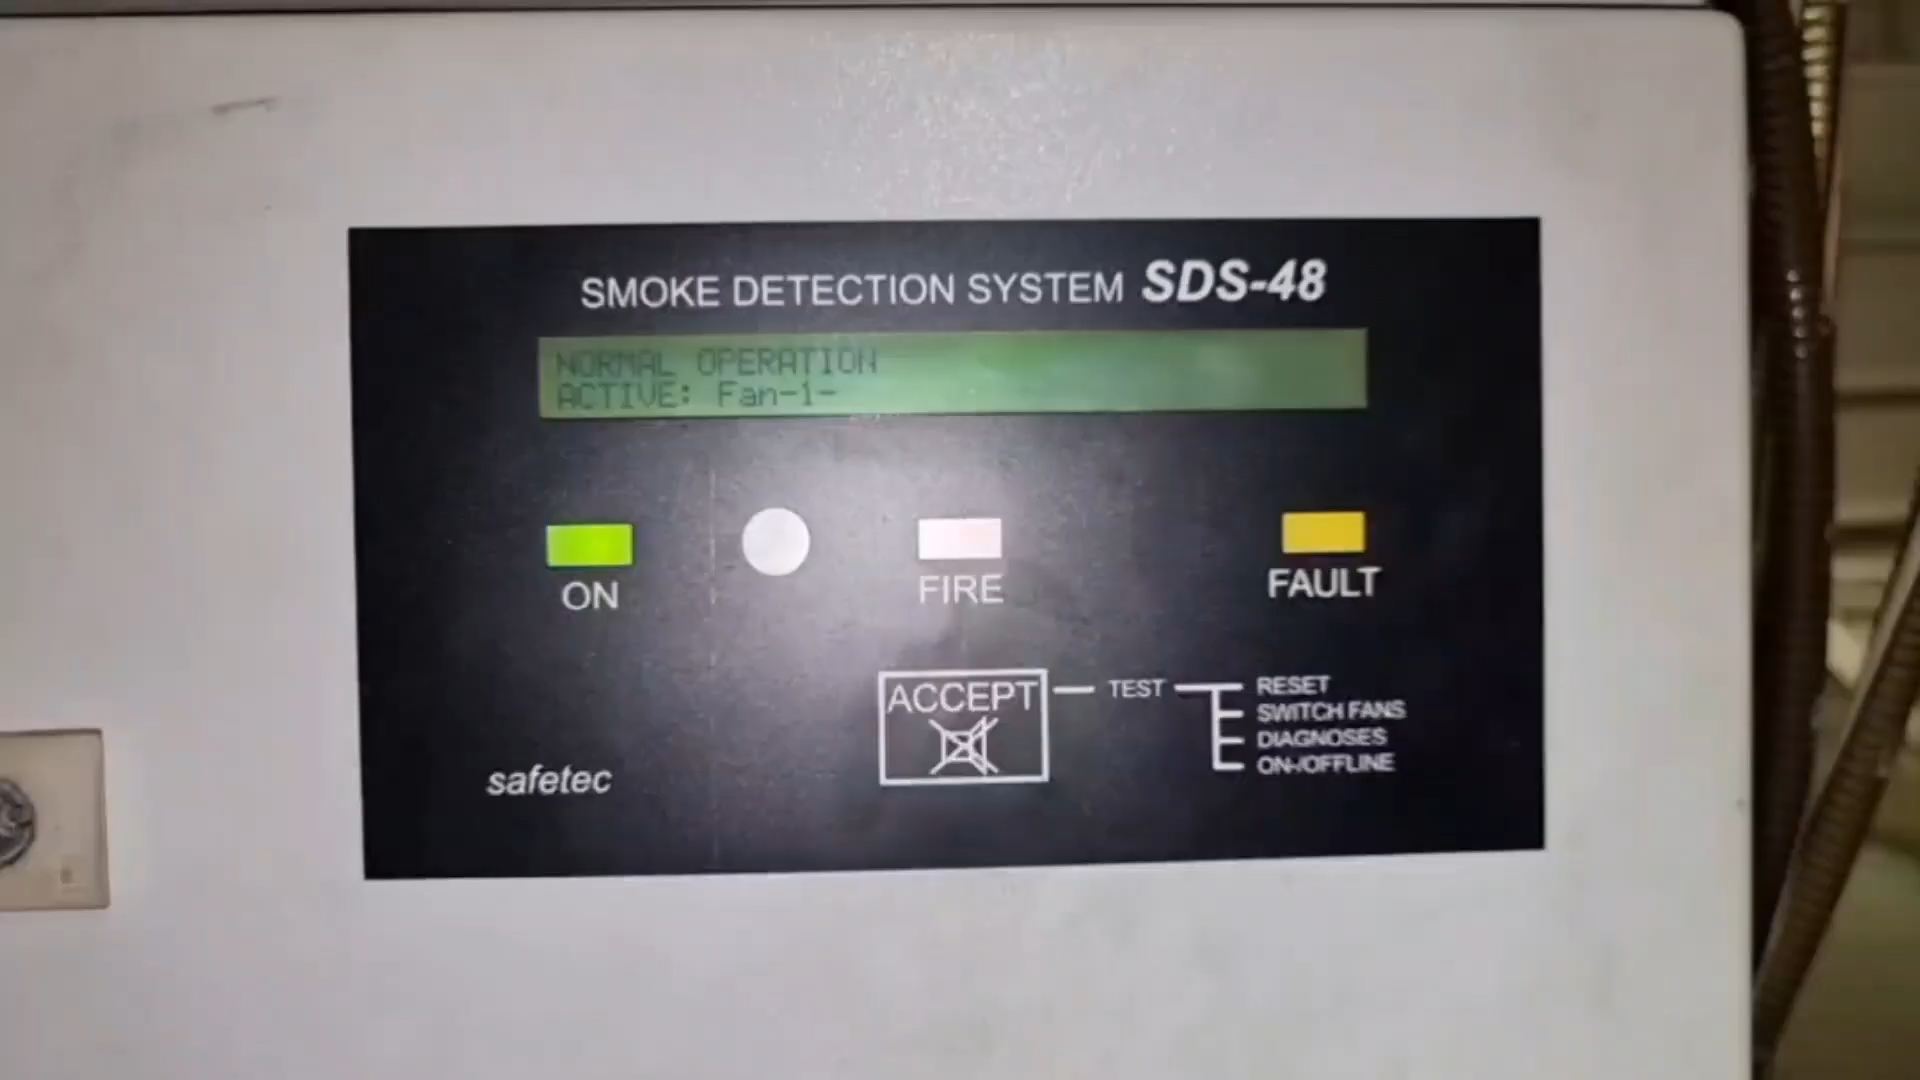 SMOKE DETECTION SYSTEM SDS-48
NORMAL OPERATION
ACTIVE: Fan-1-
ON
FIRE
FAULT
ACCEPT
TEST
RESET
SWITCH FANS
DIAGNOSES
ON-/OFFLINE
safetec